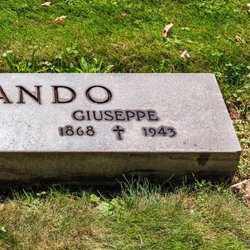 ANDO
GIUSEPPE
1868 ✝ 1943